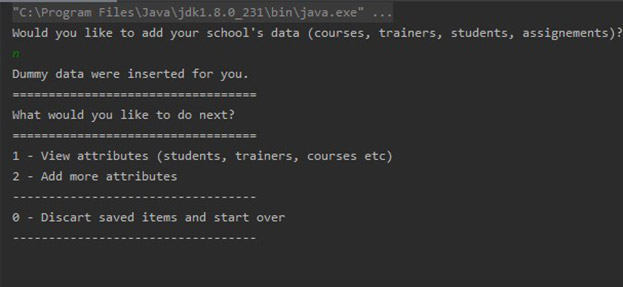 "C:\Program Files\Java\jdk1.8.0_231\bin\java.exe" ...
Would you like to add your school's data (courses, trainers, students, assignements)?
n
Dummy data were inserted for you.
==================================
What would you like to do next?
==================================
1 - View attributes (students, trainers, courses etc)
2 - Add more attributes
----------------------------------
0 - Discart saved items and start over
----------------------------------